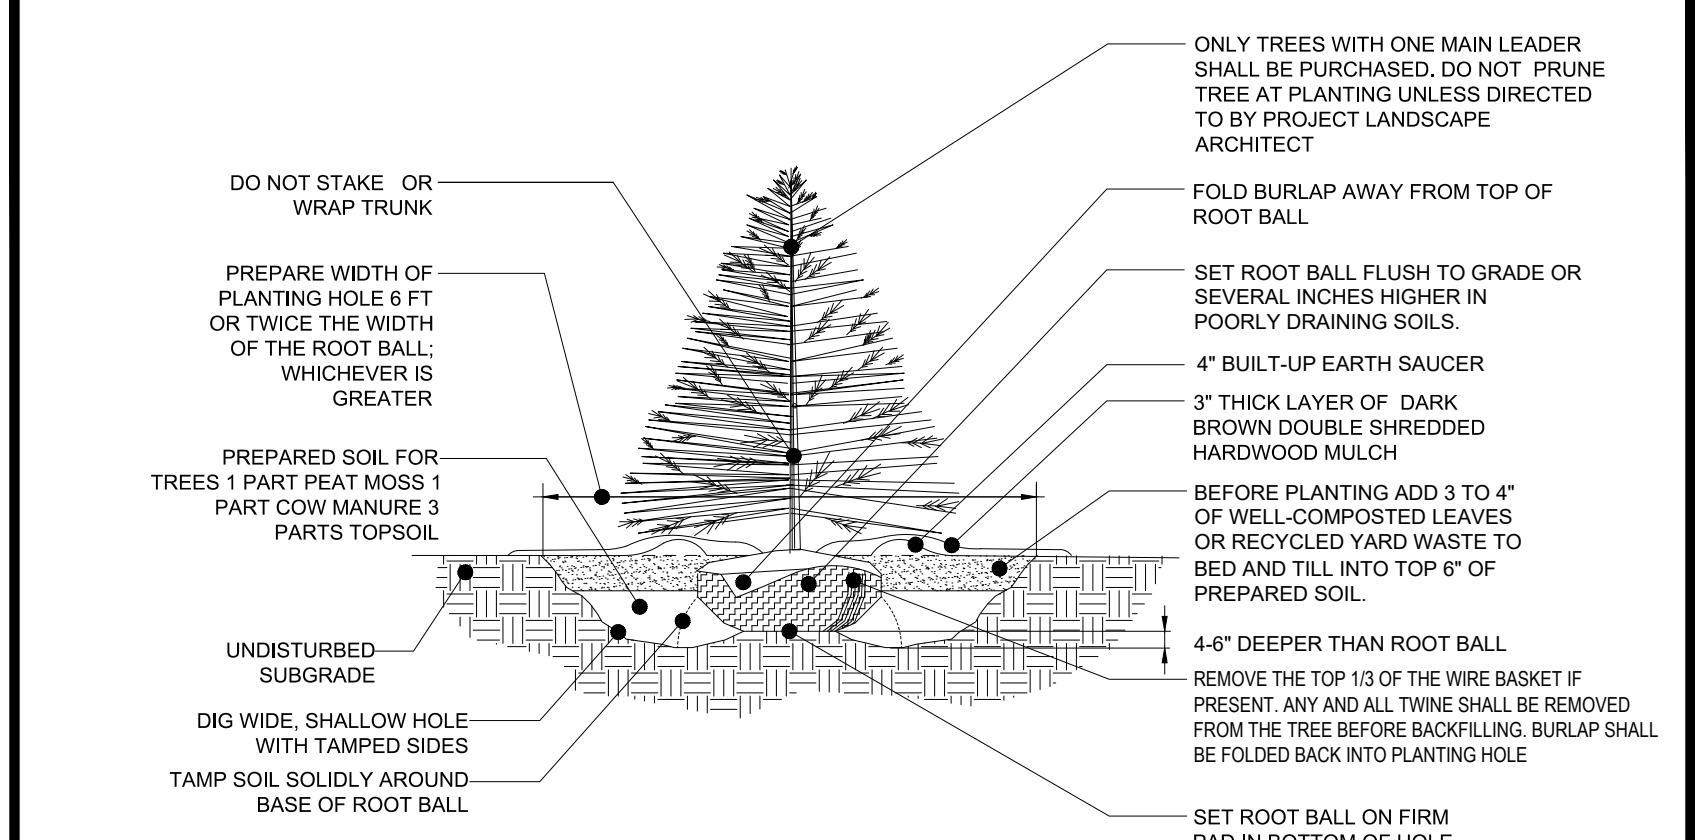 DO NOT STAKE OR
WRAP TRUNK
PREPARE WIDTH OF
PLANTING HOLE 6 FT
OR TWICE THE WIDTH
OF THE ROOT BALL;
WHICHEVER IS
GREATER
PREPARED SOIL FOR
TREES 1 PART PEAT MOSS 1
PART COW MANURE 3
PARTS TOPSOIL
UNDISTURBED
SUBGRADE
DIG WIDE, SHALLOW HOLE
WITH TAMPED SIDES
TAMP SOIL SOLIDLY AROUND
BASE OF ROOT BALL
ONLY TREES WITH ONE MAIN LEADER
SHALL BE PURCHASED. DO NOT PRUNE
TREE AT PLANTING UNLESS DIRECTED
TO BY PROJECT LANDSCAPE
ARCHITECT
FOLD BURLAP AWAY FROM TOP OF
ROOT BALL
SET ROOT BALL FLUSH TO GRADE OR
SEVERAL INCHES HIGHER IN
POORLY DRAINING SOILS.
4" BUILT-UP EARTH SAUCER
3" THICK LAYER OF DARK
BROWN DOUBLE SHREDDED
HARDWOOD MULCH
BEFORE PLANTING ADD 3 TO 4"
OF WELL-COMPOSTED LEAVES
OR RECYCLED YARD WASTE TO
BED AND TILL INTO TOP 6" OF
PREPARED SOIL.
4-6" DEEPER THAN ROOT BALL
REMOVE THE TOP 1/3 OF THE WIRE BASKET IF
PRESENT. ANY AND ALL TWINE SHALL BE REMOVED
FROM THE TREE BEFORE BACKFILLING. BURLAP SHALL
BE FOLDED BACK INTO PLANTING HOLE
SET ROOT BALL ON FIRM
PAD IN BOTTOM OF HOLE